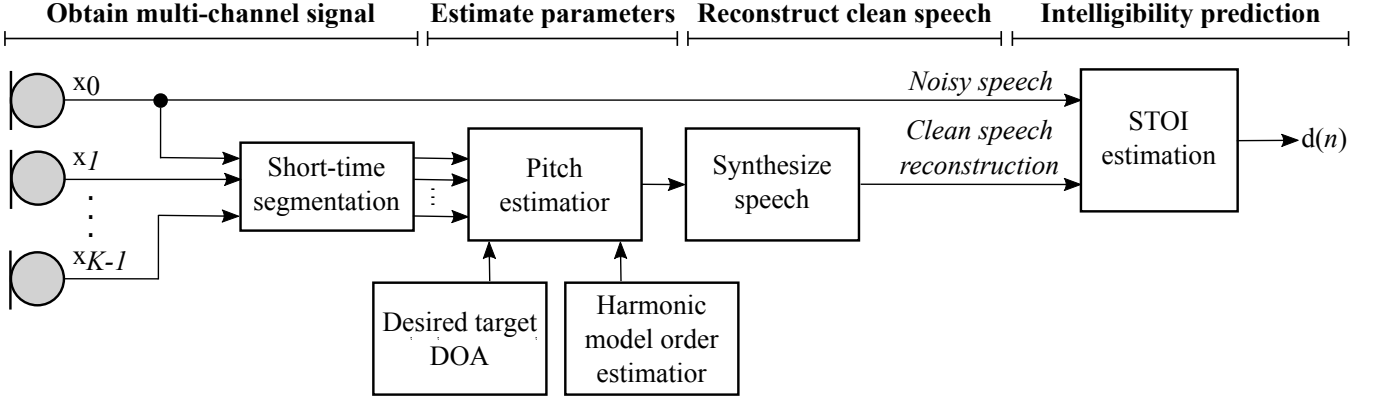 Obtain multi-channel signal
Estimate parameters
Reconstruct clean speech
Intelligibility prediction
x0
Noisy speech
x1
Clean speech
reconstruction
Short-time
segmentation
Pitch
estimatior
Synthesize
speech
STOI
estimation
d(n)
xK-1
Desired target
DOA
Harmonic
model order
estimatior